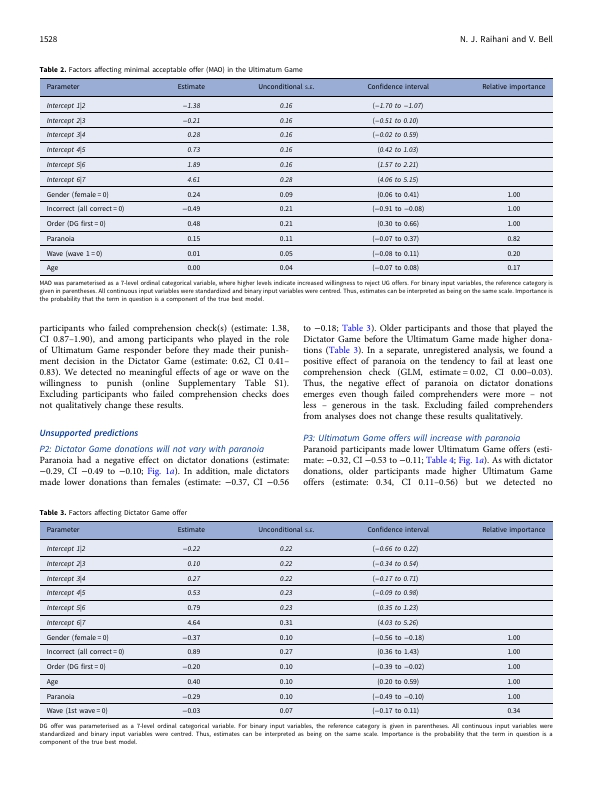 1528
N. J. Raihani and V. Bell
Table 2. Factors affecting minimal acceptable offer (MAO) in the Ultimatum Game
Parameter Estimate Unconditional s.e. Confidence interval Relative importance
Intercept 1|2 −1.38 0.16 (−1.70 to −1.07)
Intercept 2|3 −0.21 0.16 (−0.51 to 0.10)
Intercept 3|4 0.28 0.16 (−0.02 to 0.59)
Intercept 4|5 0.73 0.16 (0.42 to 1.03)
Intercept 5|6 1.89 0.16 (1.57 to 2.21)
Intercept 6|7 4.61 0.28 (4.06 to 5.15)
Gender (female = 0) 0.24 0.09 (0.06 to 0.41) 1.00
Incorrect (all correct = 0) −0.49 0.21 (−0.91 to −0.08) 1.00
Order (DG first = 0) 0.48 0.21 (0.30 to 0.66) 1.00
Paranoia 0.15 0.11 (−0.07 to 0.37) 0.82
Wave (wave 1 = 0) 0.01 0.05 (−0.08 to 0.11) 0.20
Age 0.00 0.04 (−0.07 to 0.08) 0.17
MAO was parameterised as a 7-level ordinal categorical variable, where higher levels indicate increased willingness to reject UG offers. For binary input variables, the reference category is
given in parentheses. All continuous input variables were standardized and binary input variables were centred. Thus, estimates can be interpreted as being on the same scale. Importance is
the probability that the term in question is a component of the true best model.
participants who failed comprehension check(s) (estimate: 1.38,
CI 0.87–1.90), and among participants who played in the role
of Ultimatum Game responder before they made their punish-
ment decision in the Dictator Game (estimate: 0.62, CI 0.41–
0.83). We detected no meaningful effects of age or wave on the
willingness to punish (online Supplementary Table S1).
Excluding participants who failed comprehension checks does
not qualitatively change these results.
Unsupported predictions
P2: Dictator Game donations will not vary with paranoia
Paranoia had a negative effect on dictator donations (estimate:
−0.29, CI −0.49 to −0.10; Fig. 1a). In addition, male dictators
made lower donations than females (estimate: −0.37, CI −0.56
to −0.18; Table 3). Older participants and those that played the
Dictator Game before the Ultimatum Game made higher dona-
tions (Table 3). In a separate, unregistered analysis, we found a
positive effect of paranoia on the tendency to fail at least one
comprehension check (GLM, estimate = 0.02, CI 0.00–0.03).
Thus, the negative effect of paranoia on dictator donations
emerges even though failed comprehenders were more – not
less – generous in the task. Excluding failed comprehenders
from analyses does not change these results qualitatively.
P3: Ultimatum Game offers will increase with paranoia
Paranoid participants made lower Ultimatum Game offers (esti-
mate: −0.32, CI −0.53 to −0.11; Table 4; Fig. 1a). As with dictator
donations, older participants made higher Ultimatum Game
offers (estimate: 0.34, CI 0.11–0.56) but we detected no
Table 3. Factors affecting Dictator Game offer
Parameter Estimate Unconditional s.e. Confidence interval Relative importance
Intercept 1|2 −0.22 0.22 (−0.66 to 0.22)
Intercept 2|3 0.10 0.22 (−0.34 to 0.54)
Intercept 3|4 0.27 0.22 (−0.17 to 0.71)
Intercept 4|5 0.53 0.23 (−0.09 to 0.98)
Intercept 5|6 0.79 0.23 (0.35 to 1.23)
Intercept 6|7 4.64 0.31 (4.03 to 5.26)
Gender (female = 0) −0.37 0.10 (−0.56 to −0.18) 1.00
Incorrect (all correct = 0) 0.89 0.27 (0.36 to 1.43) 1.00
Order (DG first = 0) −0.20 0.10 (−0.39 to −0.02) 1.00
Age 0.40 0.10 (0.20 to 0.59) 1.00
Paranoia −0.29 0.10 (−0.49 to −0.10) 1.00
Wave (1st wave = 0) −0.03 0.07 (−0.17 to 0.11) 0.34
DG offer was parameterised as a 7-level ordinal categorical variable. For binary input variables, the reference category is given in parentheses. All continuous input variables were
standardized and binary input variables were centred. Thus, estimates can be interpreted as being on the same scale. Importance is the probability that the term in question is a
component of the true best model.